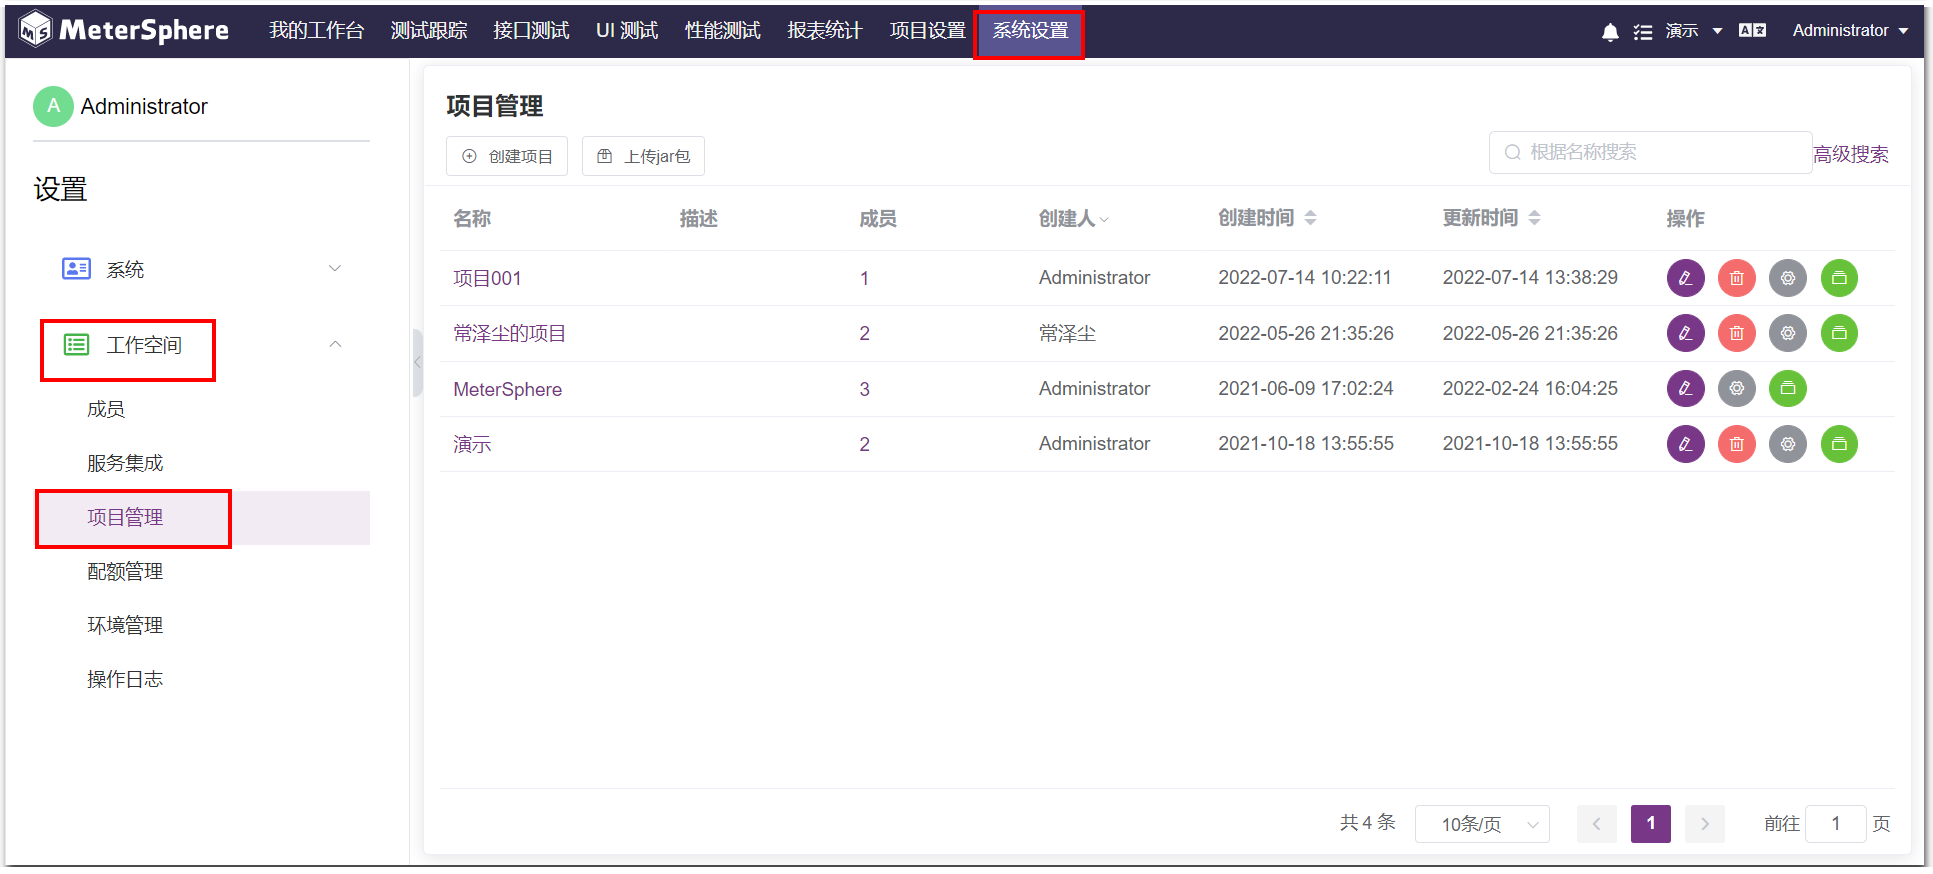 MeterSphere 我的工作台 测试跟踪 接口测试 UI 测试 性能测试 报表统计 项目设置 系统设置 演示 Administrator
A Administrator
设置
系统
工作空间
成员
服务集成
项目管理
配额管理
环境管理
操作日志
项目管理
创建项目 上传jar包 根据名称搜索 高级搜索
名称 描述 成员 创建人 创建时间 更新时间 操作
项目001 1 Administrator 2022-07-14 10:22:11 2022-07-14 13:38:29
常泽尘的项目 2 常泽尘 2022-05-26 21:35:26 2022-05-26 21:35:26
MeterSphere 3 Administrator 2021-06-09 17:02:24 2022-02-24 16:04:25
演示 2 Administrator 2021-10-18 13:55:55 2021-10-18 13:55:55
共 4 条 10条/页 1 前往 1 页